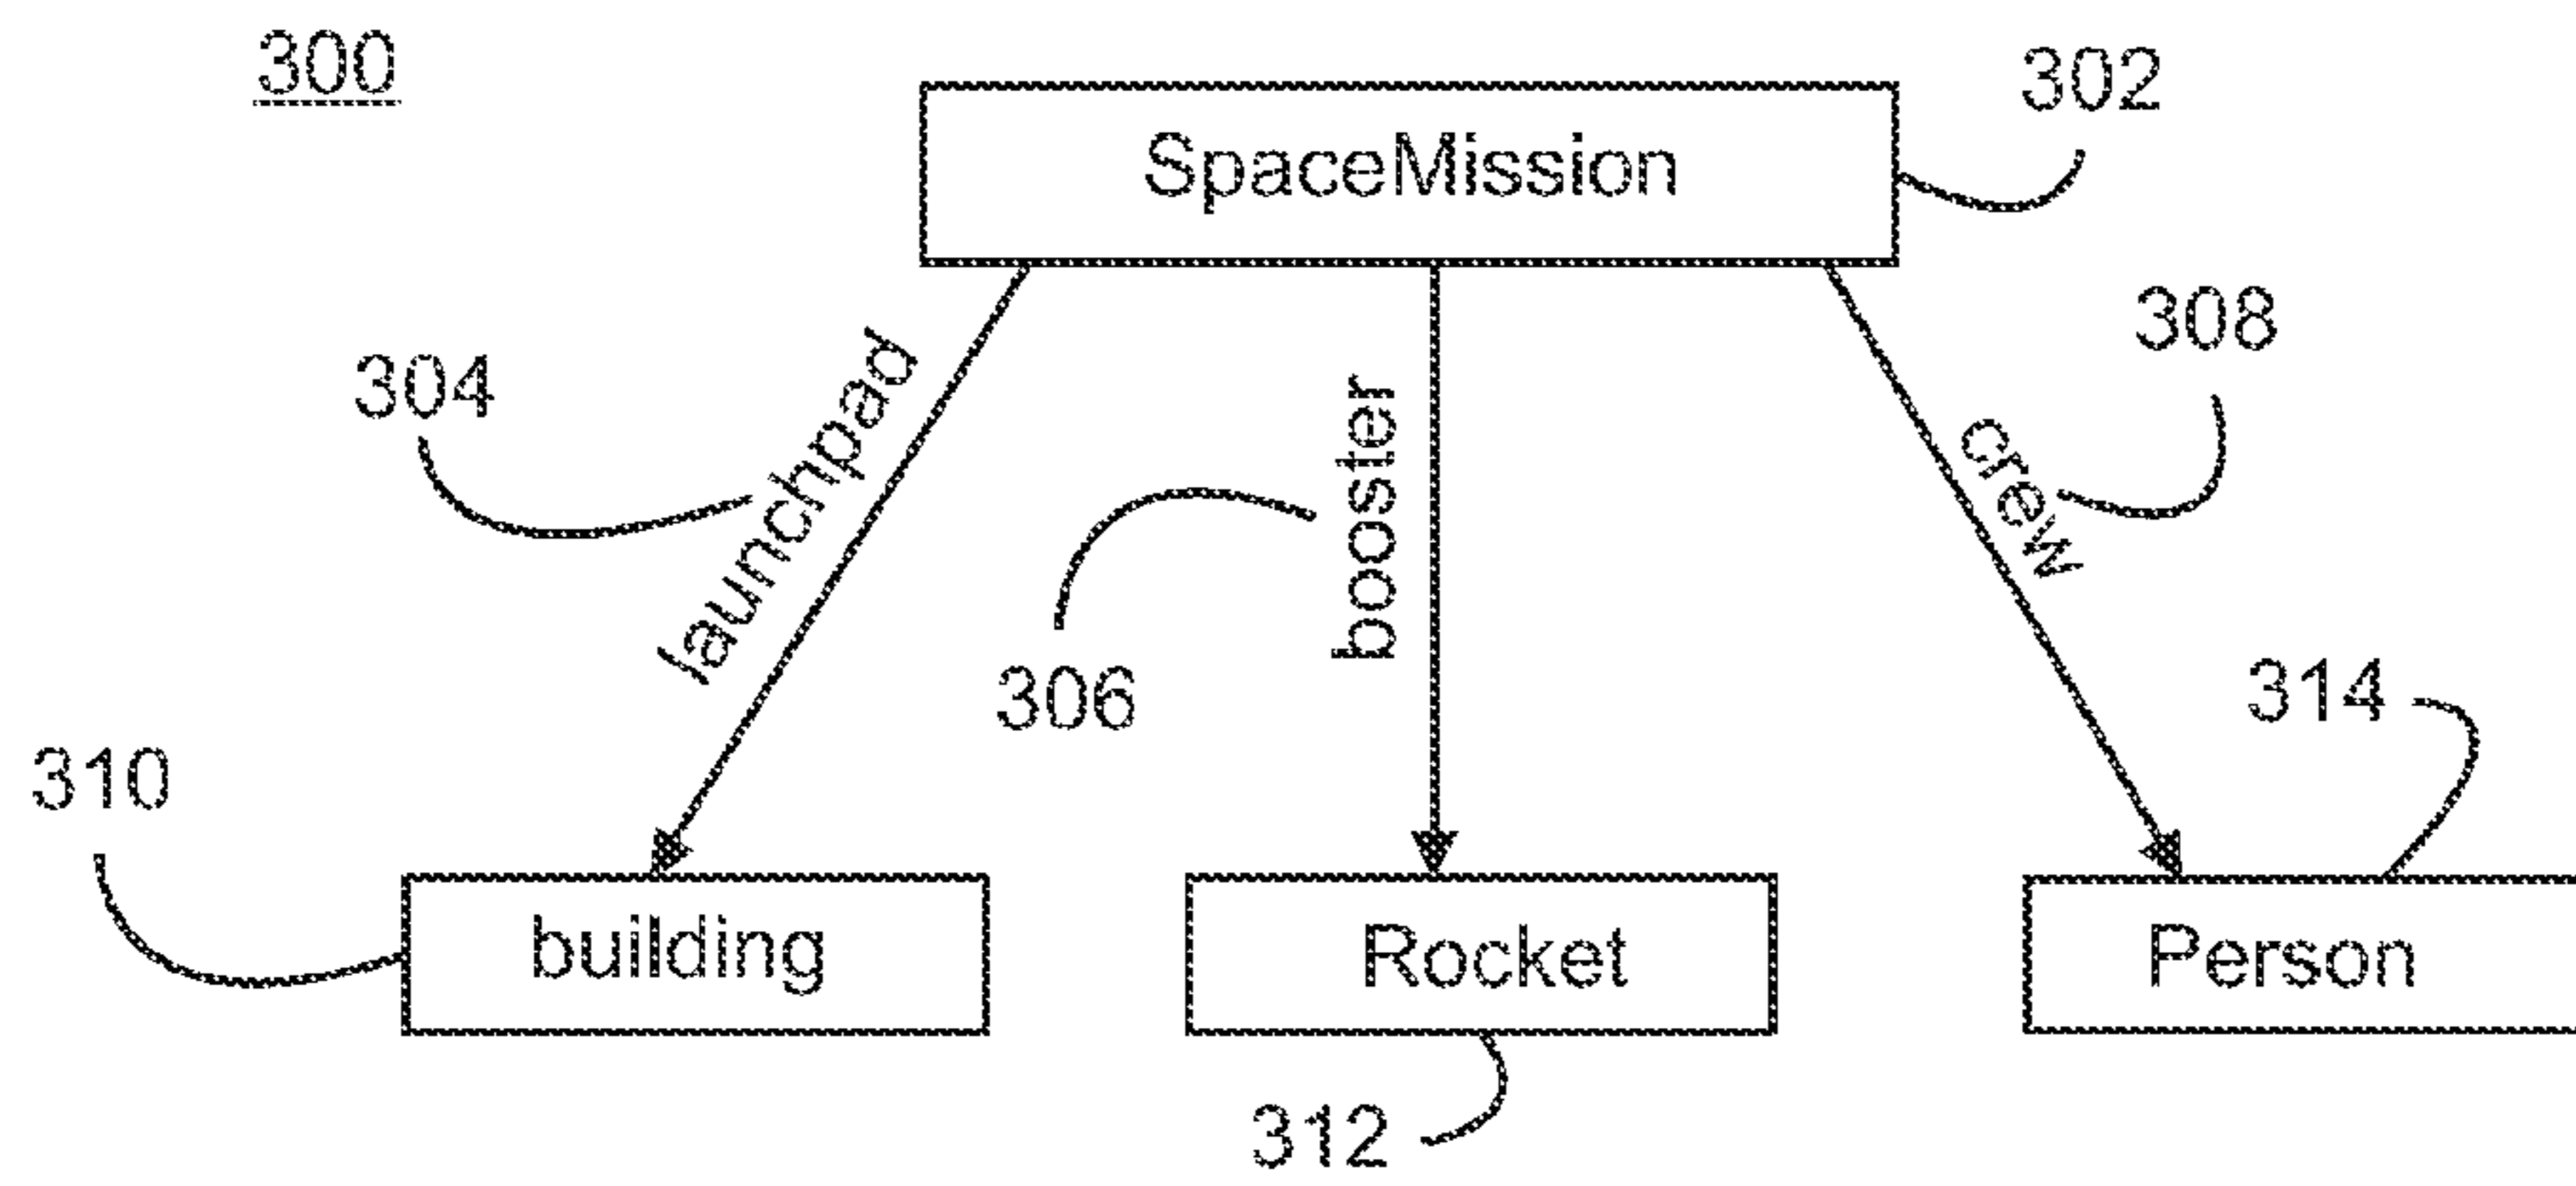 300
SpaceMission
302
304
launchpad
306
booster
crew
308
310
building
Rocket
312
Person
314